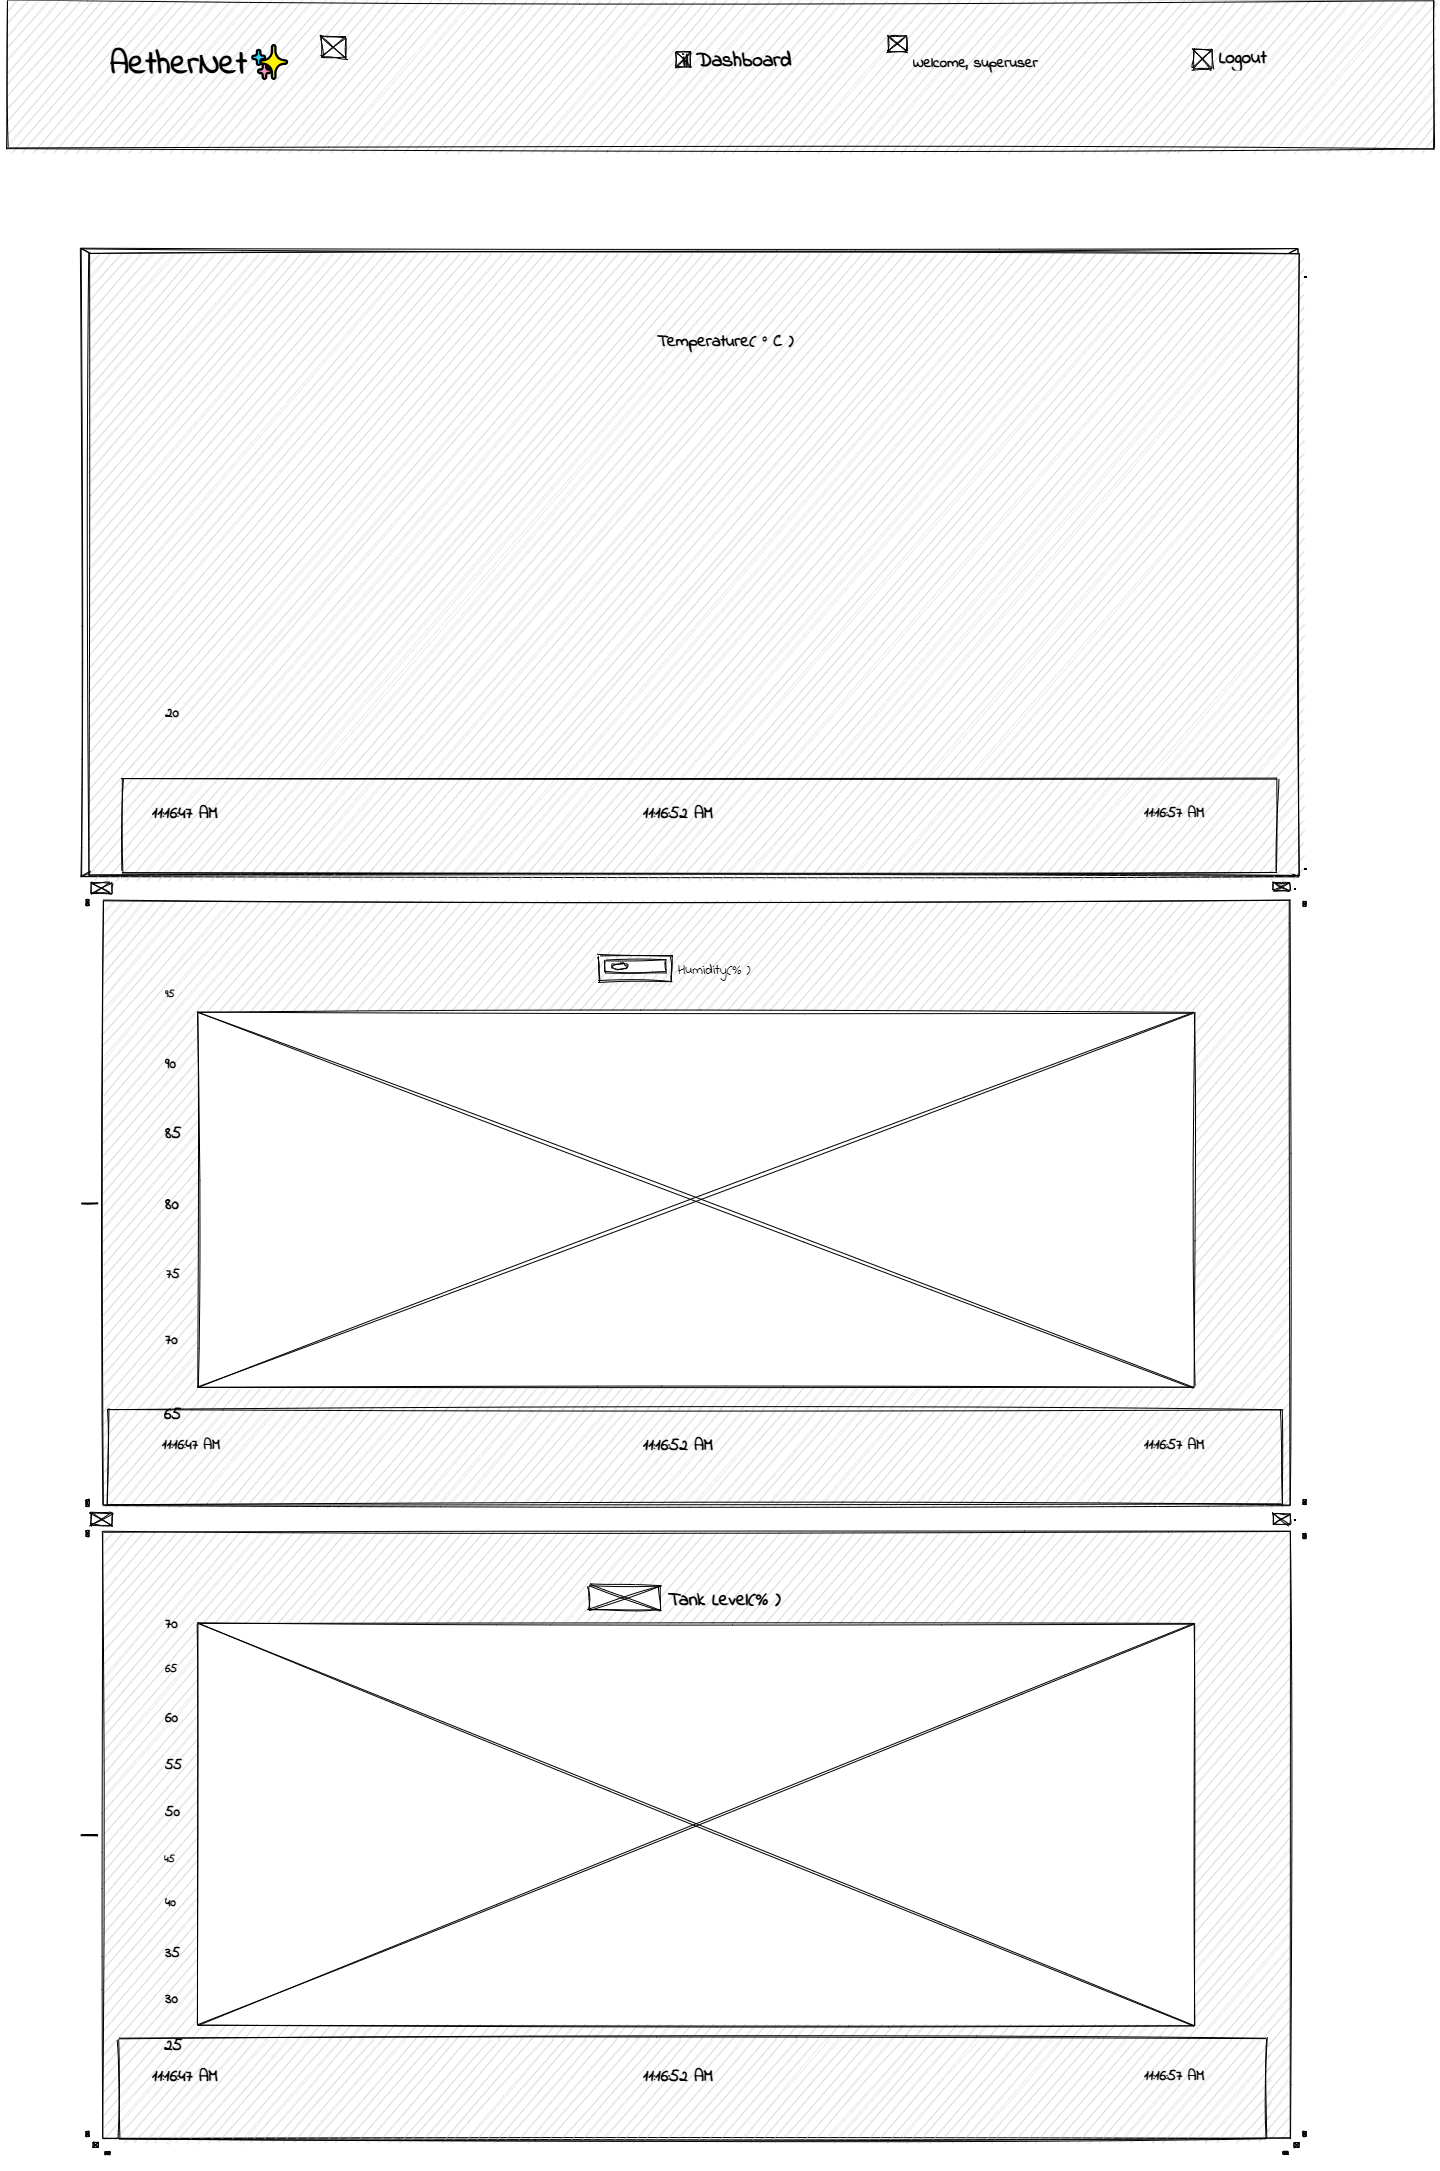 AetherNet✨
Dashboard
welcome, superuser
Logout
Temperature( ° C )
20
11:16:47 AM 11:16:52 AM 11:16:57 AM
Humidity(% )
95
90
85
80
75
70
65
11:16:47 AM 11:16:52 AM 11:16:57 AM
Tank Level(% )
70
65
60
55
50
45
40
35
30
25
11:16:47 AM 11:16:52 AM 11:16:57 AM